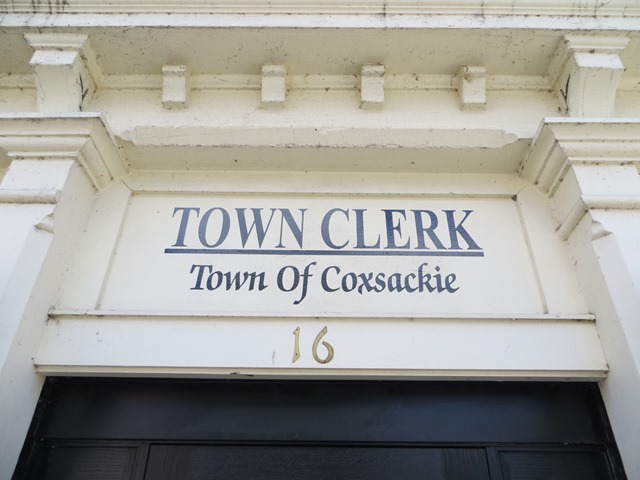 TOWN CLERK
Town Of Coxsackie
16